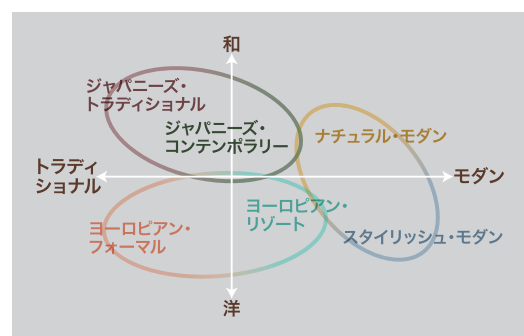 和
ジャパニーズ・
トラディショナル
ジャパニーズ・
コンテンポラリー
ナチュラル・モダン
トラディ
ショナル
モダン
ヨーロピアン・
フォーマル
ヨーロピアン・
リゾート
スタイリッシュ・モダン
洋